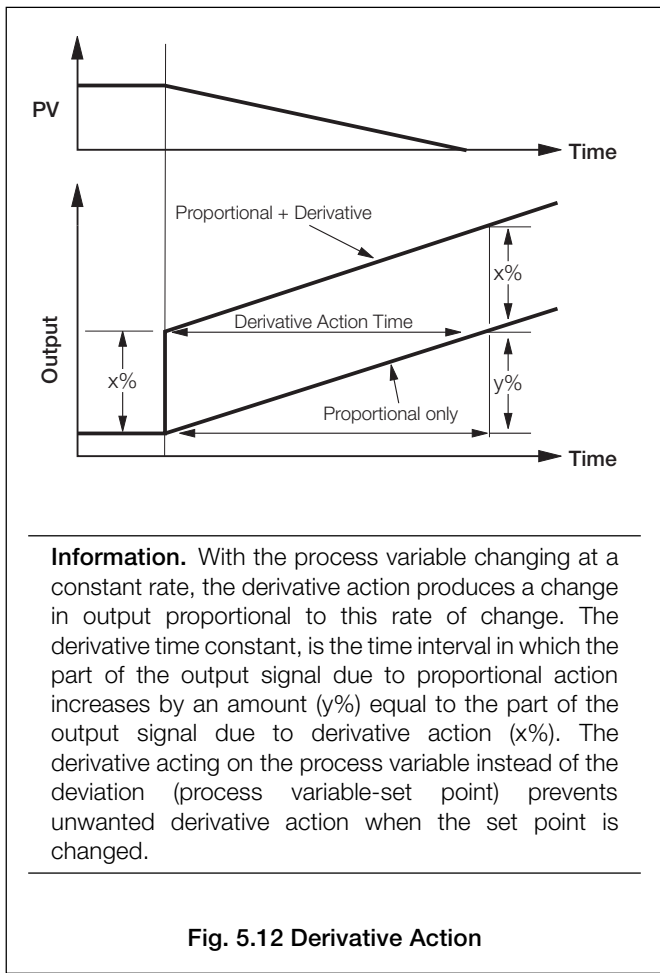 PV
Time
Proportional + Derivative
x%
Derivative Action Time
Output
x%
y%
Proportional only
Time
Information. With the process variable changing at a
constant rate, the derivative action produces a change
in output proportional to this rate of change. The
derivative time constant, is the time interval in which the
part of the output signal due to proportional action
increases by an amount (y%) equal to the part of the
output signal due to derivative action (x%). The
derivative acting on the process variable instead of the
deviation (process variable-set point) prevents
unwanted derivative action when the set point is
changed.
Fig. 5.12 Derivative Action